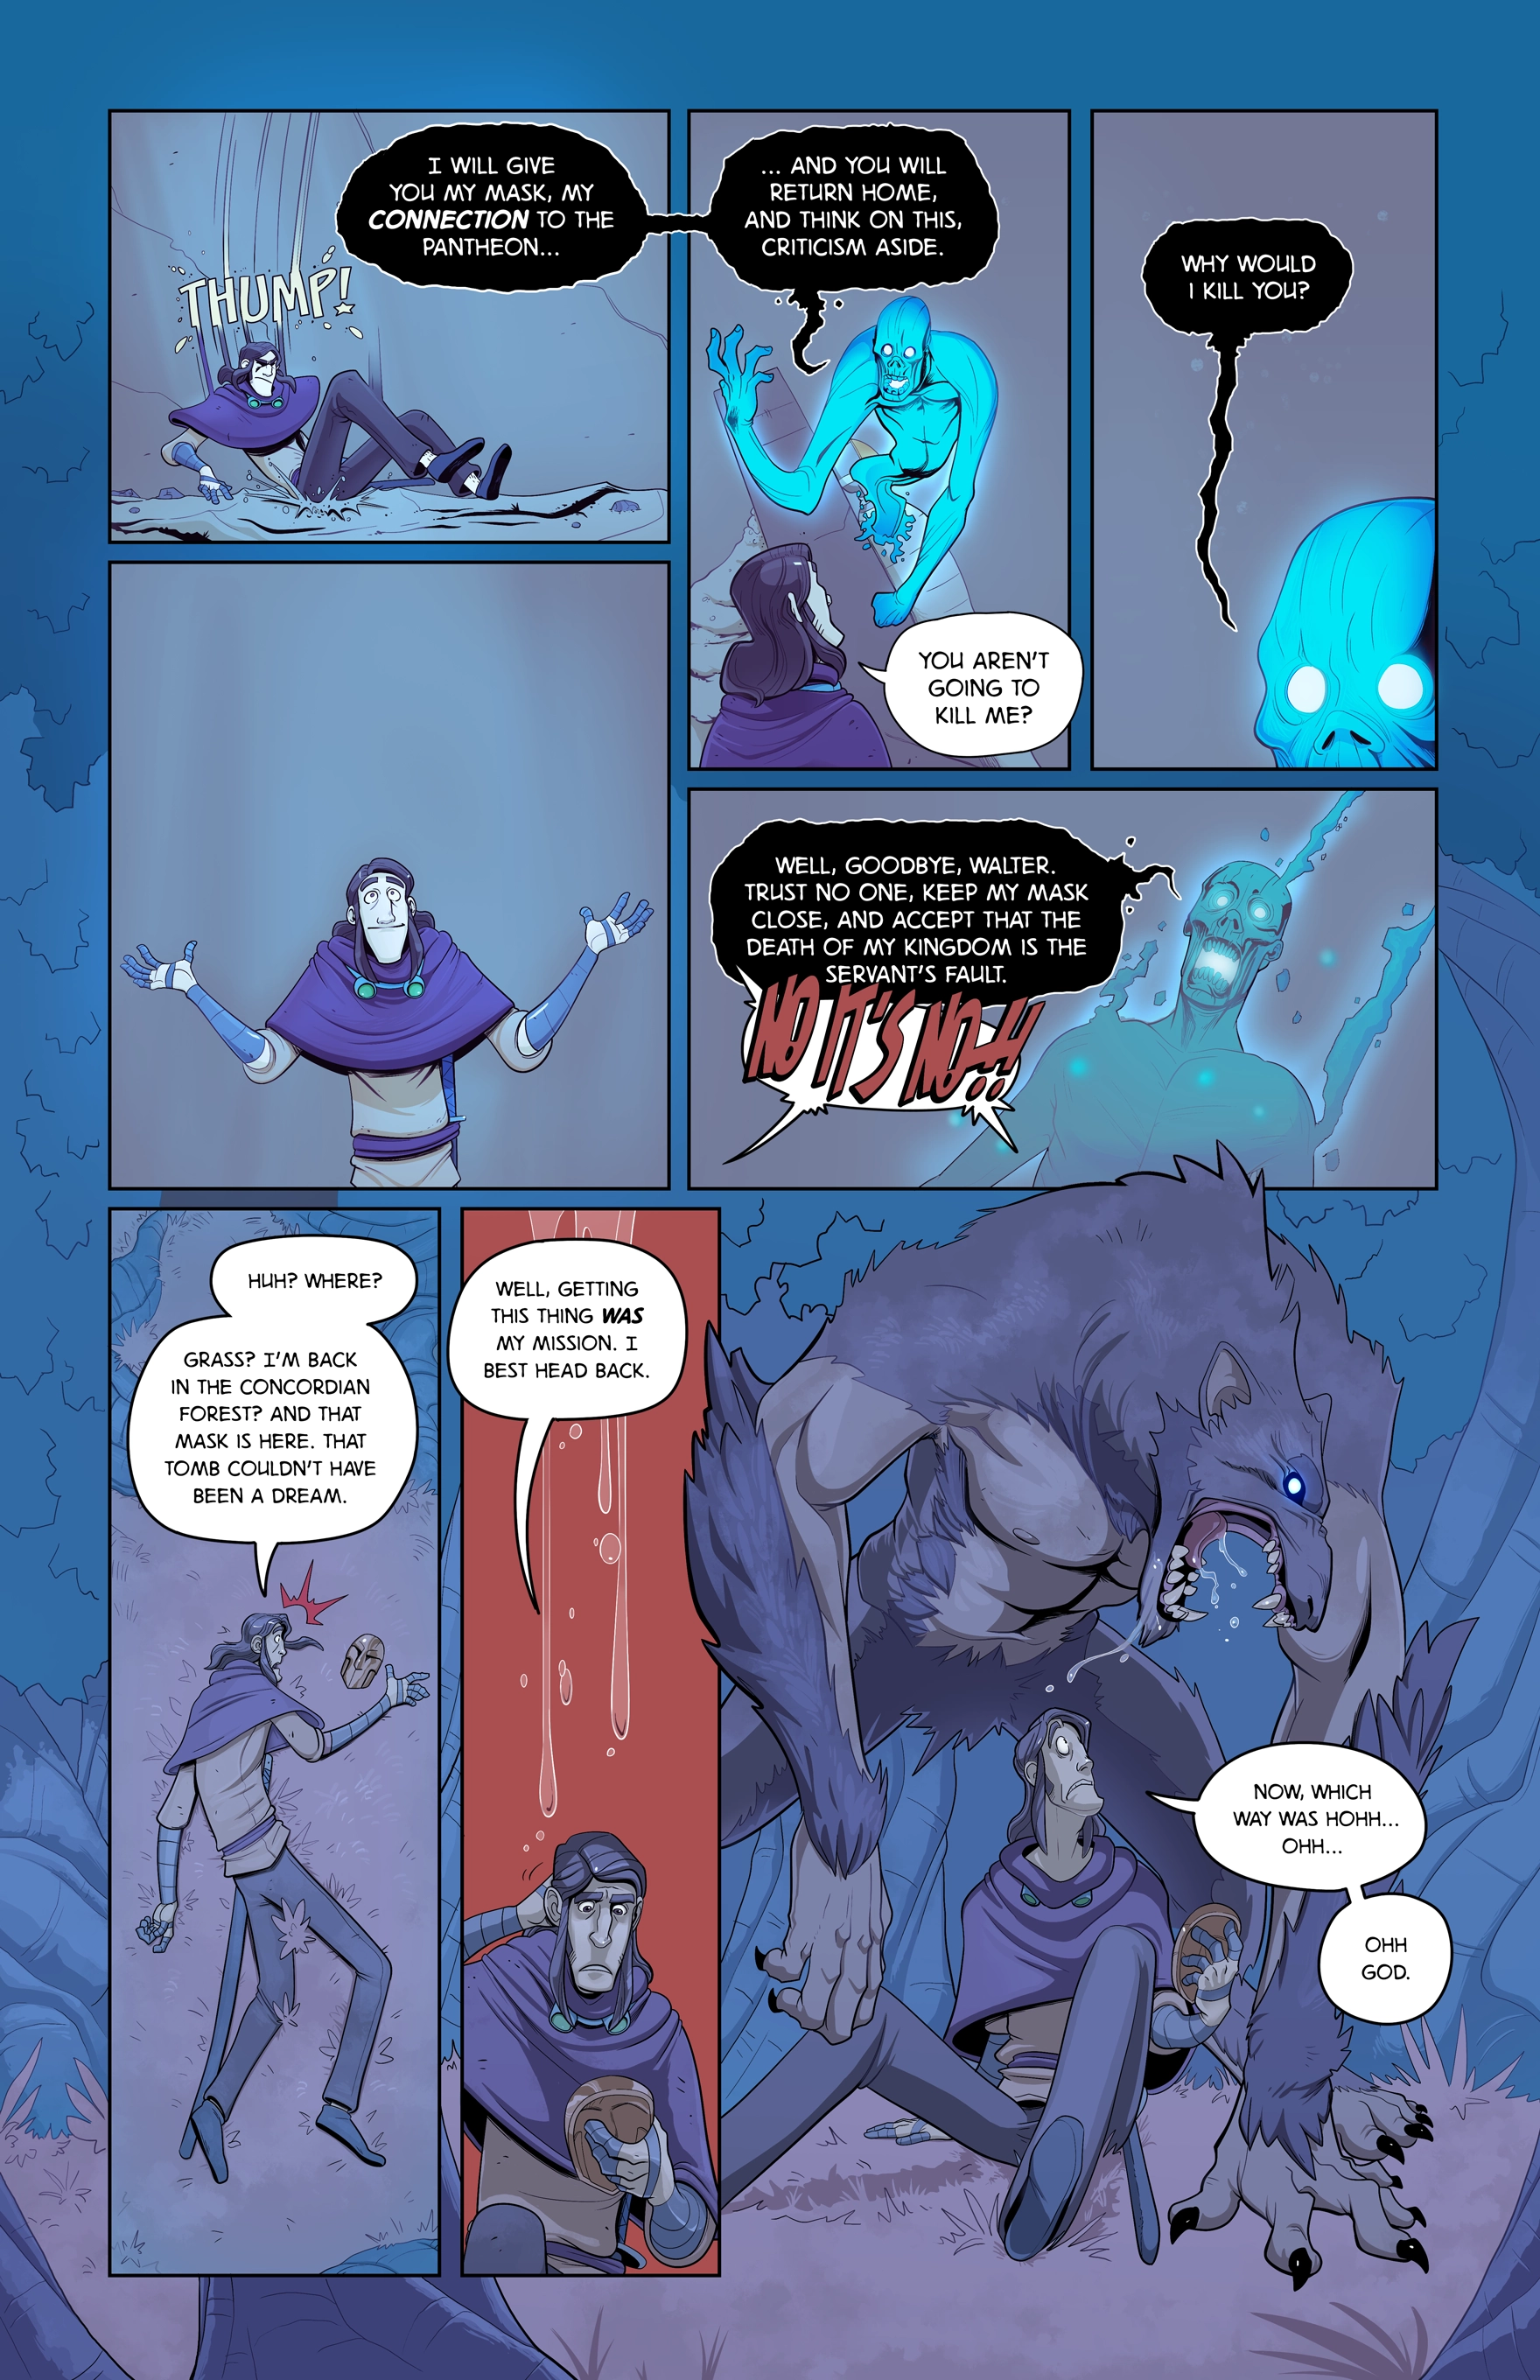 I WILL GIVE
YOU MY MASK, MY
CONNECTION TO THE
PANTHEON...
THUMP!
... AND YOU WILL
RETURN HOME,
AND THINK ON THIS,
CRITICISM ASIDE.
YOU AREN'T
GOING TO
KILL ME?
WHY WOULD
I KILL YOU?
WELL, GOODBYE, WALTER.
TRUST NO ONE, KEEP MY MASK
CLOSE, AND ACCEPT THAT THE
DEATH OF MY KINGDOM IS THE
SERVANT'S FAULT.
NO IT'S NO-!!
HUH? WHERE?
GRASS? I'M BACK
IN THE CONCORDIAN
FOREST? AND THAT
MASK IS HERE. THAT
TOMB COULDN'T HAVE
BEEN A DREAM.
WELL, GETTING
THIS THING WAS
MY MISSION. I
BEST HEAD BACK.
NOW, WHICH
WAY WAS HOHH...
OHH...
OHH
GOD.